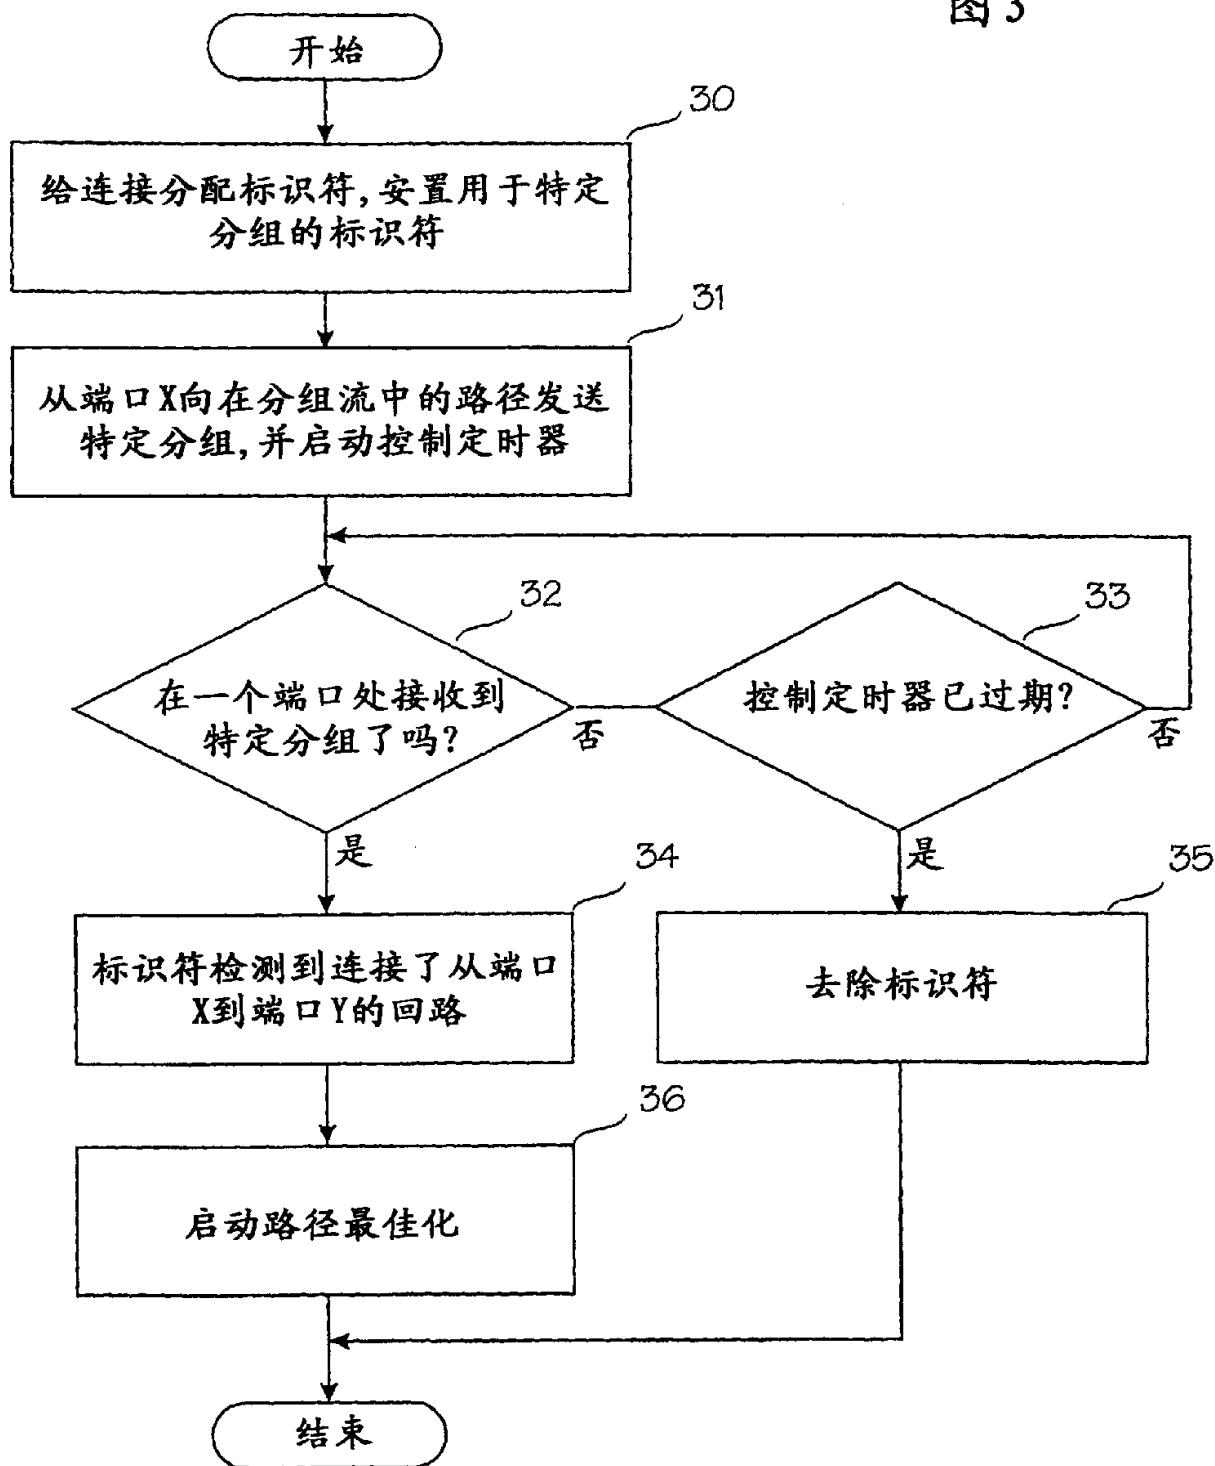 图3
开始
30
给连接分配标识符,安置用于特定
分组的标识符
31
从端口X向在分组流中的路径发送
特定分组,并启动控制定时器
32
33
在一个端口处接收到
特定分组了吗?
控制定时器已过期?
否
否
是
是
34
35
标识符检测到连接了从端口
X到端口Y的回路
去除标识符
36
启动路径最佳化
结束